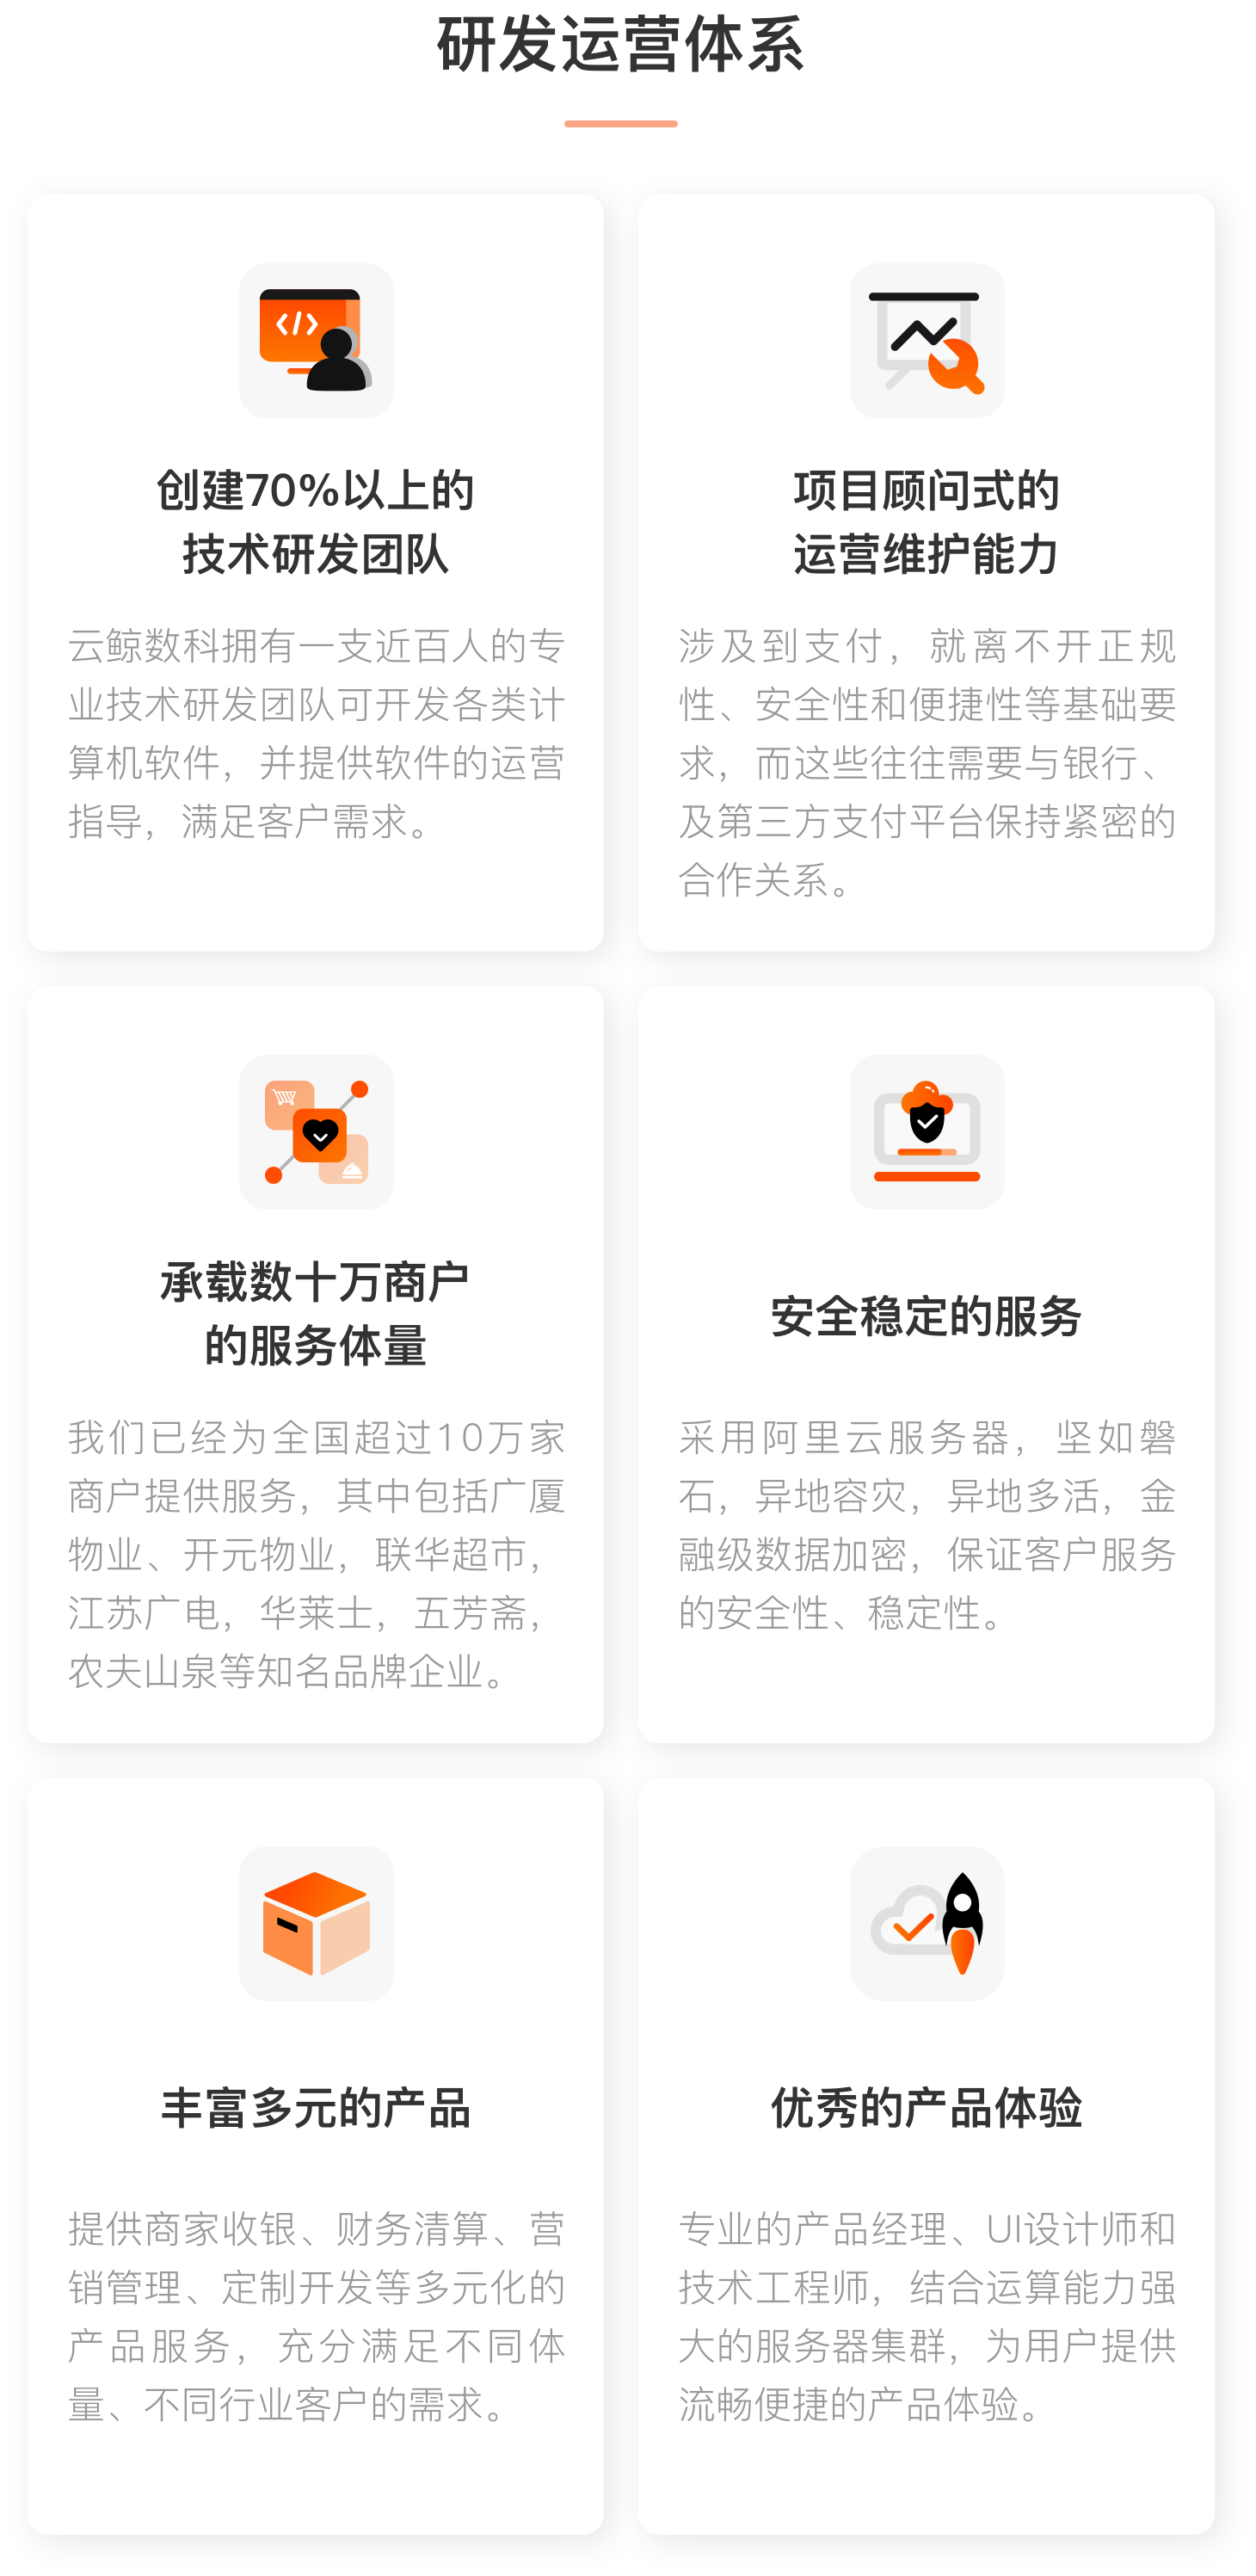 研发运营体系
创建70%以上的
技术研发团队
云鲸数科拥有一支近百人的专
业技术研发团队可开发各类计
算机软件，并提供软件的运营
指导，满足客户需求。
项目顾问式的
运营维护能力
涉及到支付，就离不开正规
性、安全性和便捷性等基础要
求，而这些往往需要与银行、
及第三方支付平台保持紧密的
合作关系。
承载数十万商户
的服务体量
我们已经为全国超过10万家
商户提供服务，其中包括广厦
物业、开元物业，联华超市，
江苏广电，华莱士，五芳斋，
农夫山泉等知名品牌企业。
安全稳定的服务
采用阿里云服务器，坚如磐
石，异地容灾，异地多活，金
融级数据加密，保证客户服务
的安全性、稳定性。
丰富多元的产品
提供商家收银、财务清算、营
销管理、定制开发等多元化的
产品服务，充分满足不同体
量、不同行业客户的需求。
优秀的产品体验
专业的产品经理、UI设计师和
技术工程师，结合运算能力强
大的服务器集群，为用户提供
流畅便捷的产品体验。